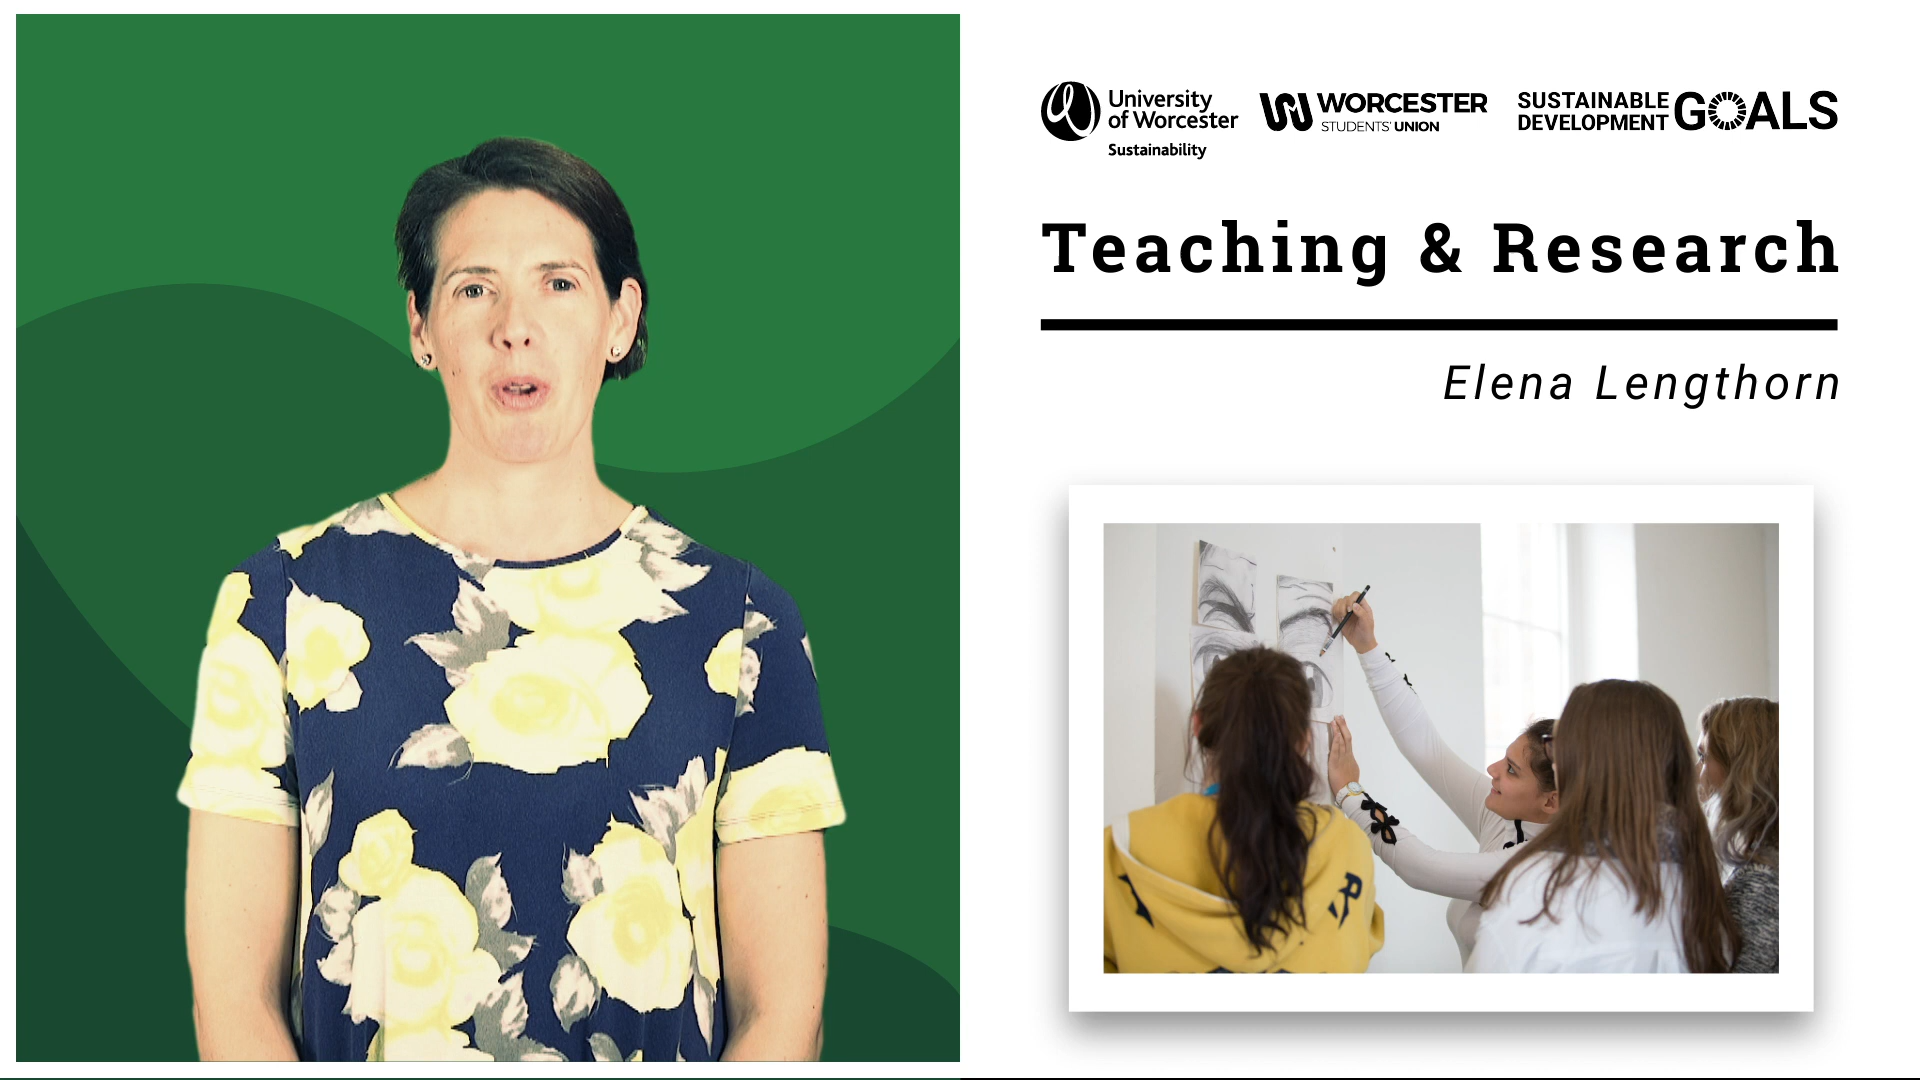 University
of Worcester
Sustainability
WORCESTER
STUDENTS' UNION
SUSTAINABLE
DEVELOPMENT
GOALS
Teaching & Research
Elena Lengthorn